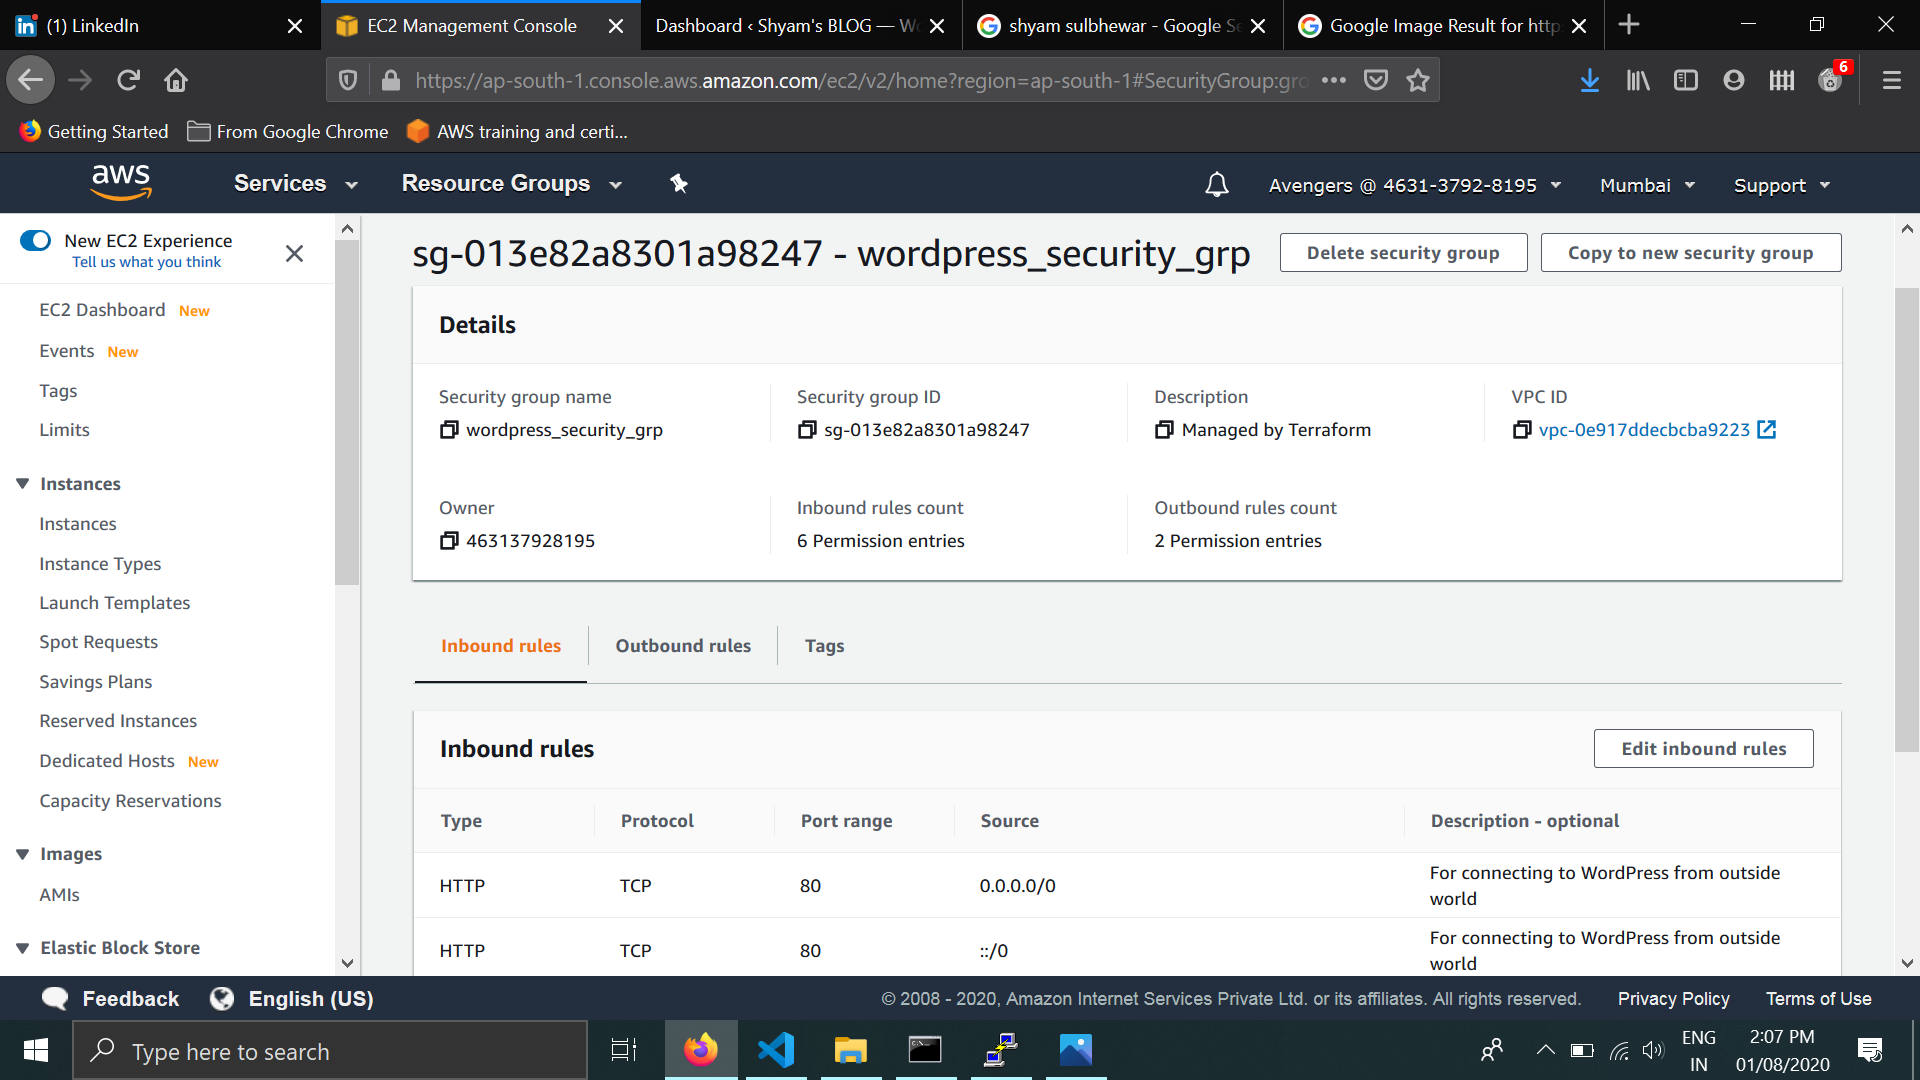 (1) LinkedIn
EC2 Management Console
Dashboard ‹ Shyam's BLOG — Wo
shyam sulbhewar - Google Se
Google Image Result for http
https://ap-south-1.console.aws.amazon.com/ec2/v2/home?region=ap-south-1#SecurityGroup:gro
6
Getting Started
From Google Chrome
AWS training and certi...
aws
Services
Resource Groups
Avengers @ 4631-3792-8195
Mumbai
Support
New EC2 Experience
Tell us what you think
EC2 Dashboard New
Events New
Tags
Limits
Instances
Instances
Instance Types
Launch Templates
Spot Requests
Savings Plans
Reserved Instances
Dedicated Hosts New
Capacity Reservations
Images
AMIs
Elastic Block Store
sg-013e82a8301a98247 - wordpress_security_grp
Delete security group
Copy to new security group
Details
Security group name
wordpress_security_grp
Security group ID
sg-013e82a8301a98247
Description
Managed by Terraform
VPC ID
vpc-0e917ddecbcba9223
Owner
463137928195
Inbound rules count
6 Permission entries
Outbound rules count
2 Permission entries
Inbound rules
Outbound rules
Tags
Inbound rules
Edit inbound rules
Type Protocol Port range Source Description - optional
HTTP TCP 80 0.0.0.0/0 For connecting to WordPress from outside
world
HTTP TCP 80 ::/0 For connecting to WordPress from outside
world
Feedback
English (US)
© 2008 - 2020, Amazon Internet Services Private Ltd. or its affiliates. All rights reserved.
Privacy Policy
Terms of Use
Type here to search
ENG
IN
2:07 PM
01/08/2020